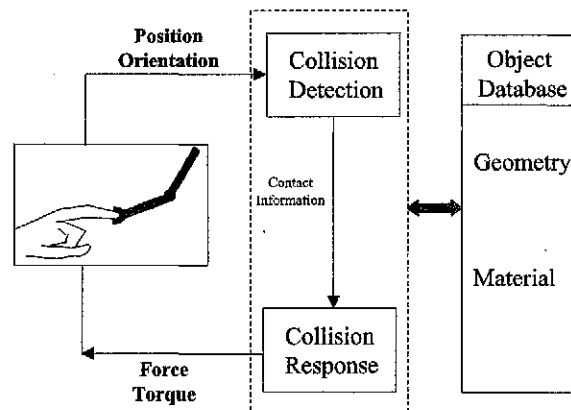 Position
Orientation
Collision
Detection
Object
Database
Geometry
Contact
Information
Material
Collision
Response
Force
Torque